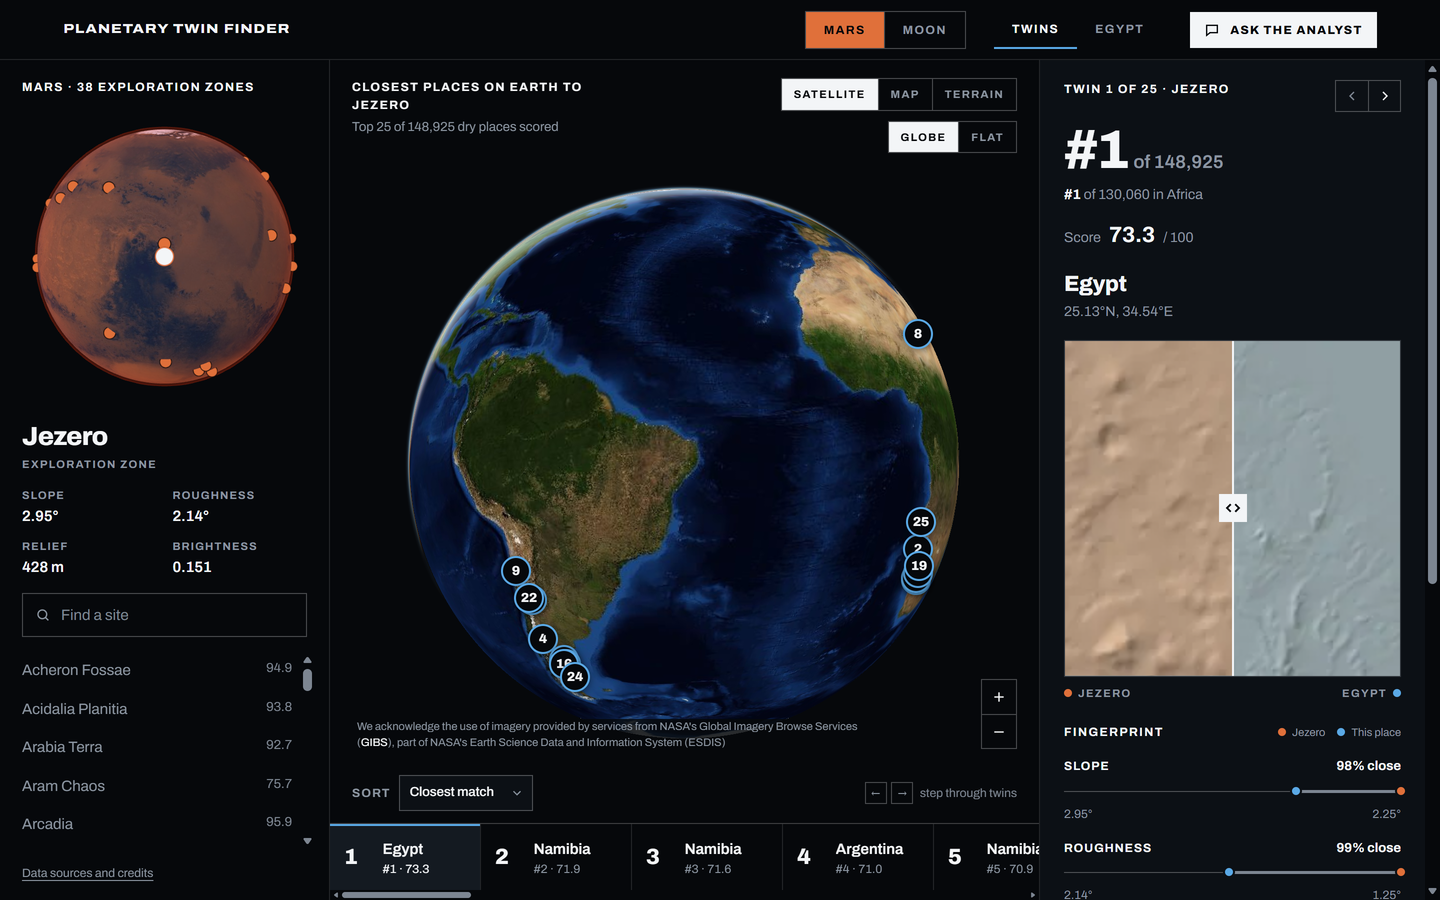 PLANETARY TWIN FINDER
MARS
MOON
TWINS
EGYPT
ASK THE ANALYST
MARS · 38 EXPLORATION ZONES
Jezero
EXPLORATION ZONE
SLOPE
ROUGHNESS
2.95°
2.14°
RELIEF
BRIGHTNESS
428 m
0.151
Find a site
Acheron Fossae 94.9
Acidalia Planitia 93.8
Arabia Terra 92.7
Aram Chaos 75.7
Arcadia 95.9
Data sources and credits
CLOSEST PLACES ON EARTH TO
JEZERO
Top 25 of 148,925 dry places scored
SATELLITE
MAP
TERRAIN
GLOBE
FLAT
8
25
2
19
9
22
4
16
24
+
−
We acknowledge the use of imagery provided by services from NASA's Global Imagery Browse Services
(GIBS), part of NASA's Earth Science Data and Information System (ESDIS)
SORT
Closest match
← → step through twins
1 Egypt
#1 · 73.3
2 Namibia
#2 · 71.9
3 Namibia
#3 · 71.6
4 Argentina
#4 · 71.0
5 Namibia
#5 · 70.9
TWIN 1 OF 25 · JEZERO
#1 of 148,925
#1 of 130,060 in Africa
Score 73.3 / 100
Egypt
25.13°N, 34.54°E
JEZERO
EGYPT
FINGERPRINT
Jezero
This place
SLOPE 98% close
2.95° 2.25°
ROUGHNESS 99% close
2.14° 1.25°